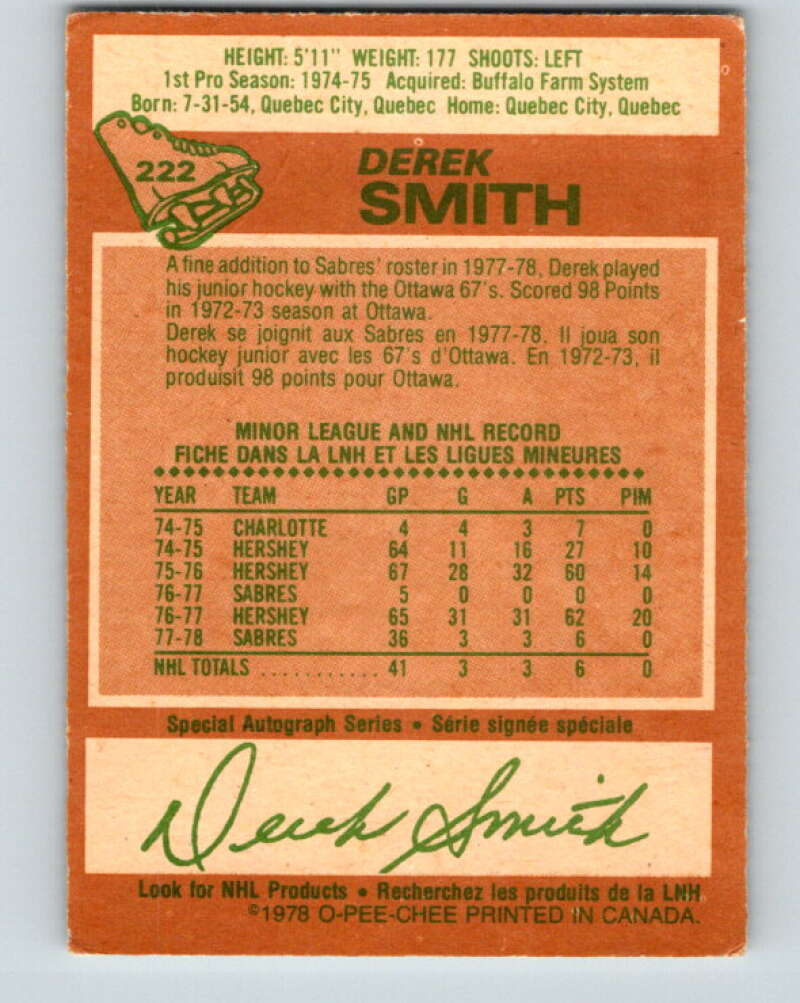 HEIGHT: 5'11" WEIGHT: 177 SHOOTS: LEFT
1st Pro Season: 1974-75 Acquired: Buffalo Farm System
Born: 7-31-54, Quebec City, Quebec Home: Quebec City, Quebec
222
DEREK
SMITH
A fine addition to Sabres' roster in 1977-78, Derek played
his junior hockey with the Ottawa 67's. Scored 98 Points
in 1972-73 season at Ottawa.
Derek se joignit aux Sabres en 1977-78. Il joua son
hockey junior avec les 67's d'Ottawa. En 1972-73, il
produisit 98 points pour Ottawa.
MINOR LEAGUE AND NHL RECORD
FICHE DANS LA LNH ET LES LIGUES MINEURES
YEAR TEAM GP G A PTS PIM
74-75 CHARLOTTE 4 4 3 7 0
74-75 HERSHEY 64 11 16 27 10
75-76 HERSHEY 67 28 32 60 14
76-77 SABRES 5 0 0 0 0
76-77 HERSHEY 65 31 31 62 20
77-78 SABRES 36 3 3 6 0
NHL TOTALS ........... 41 3 3 6 0
Special Autograph Series • Série signée spéciale
Derek Smith
Look for NHL Products • Recherchez les produits de la LNH
©1978 O-PEE-CHEE PRINTED IN CANADA.